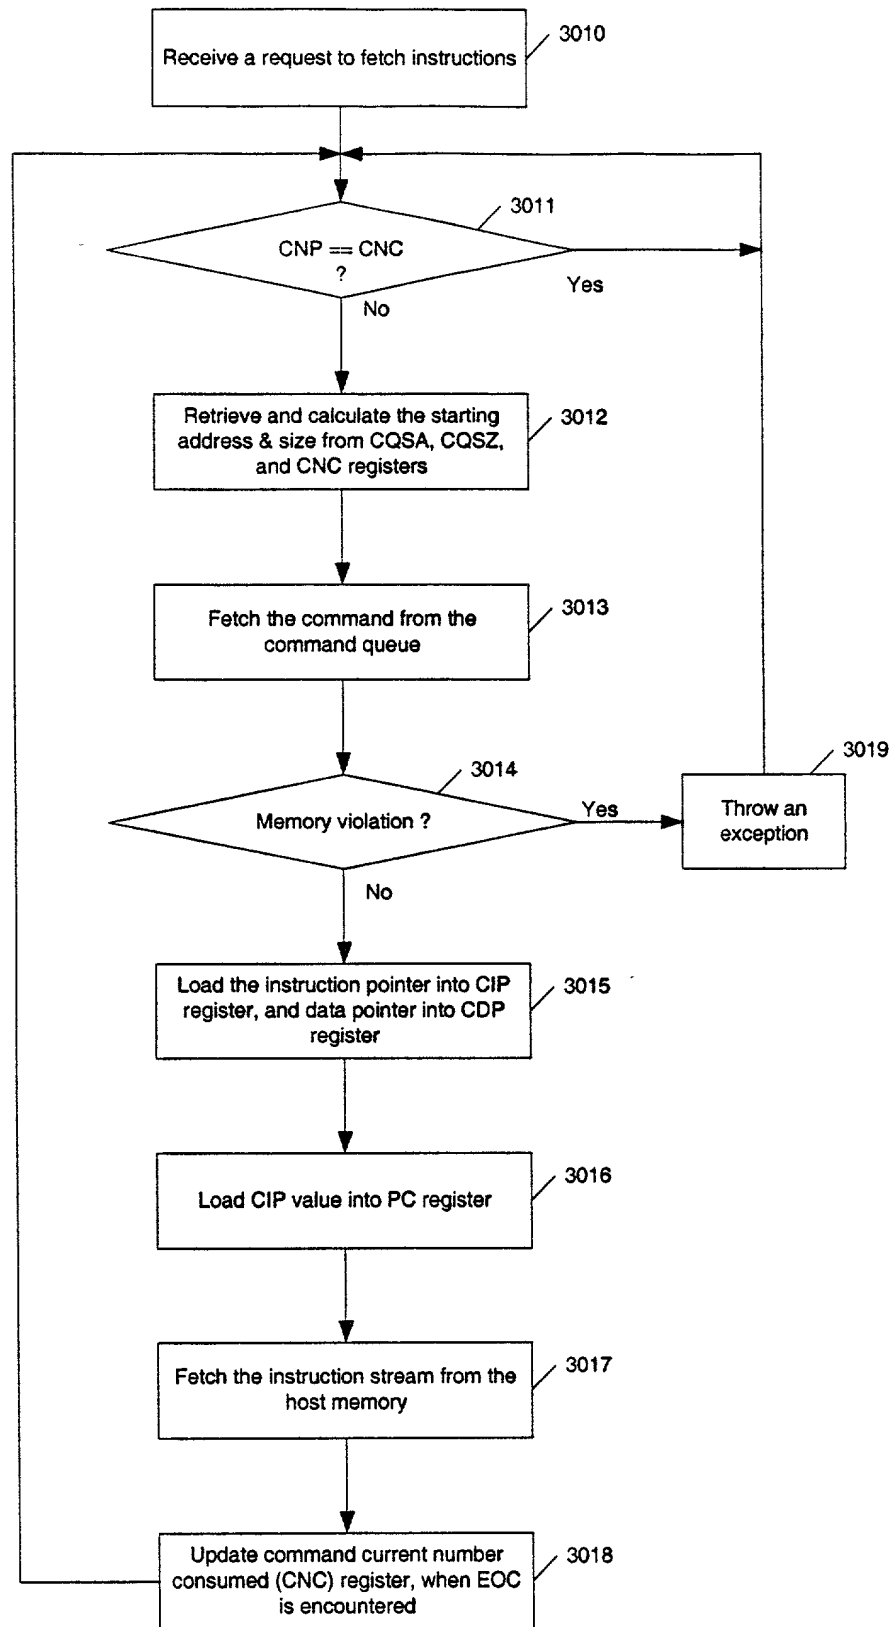 Receive a request to fetch instructions
3010
3011
CNP == CNC
?
Yes
No
Retrieve and calculate the starting
address & size from CQSA, CQSZ,
and CNC registers
3012
Fetch the command from the
command queue
3013
3014
Memory violation ?
Yes
No
3019
Throw an
exception
Load the instruction pointer into CIP
register, and data pointer into CDP
register
3015
Load CIP value into PC register
3016
Fetch the instruction stream from the
host memory
3017
Update command current number
consumed (CNC) register, when EOC
is encountered
3018